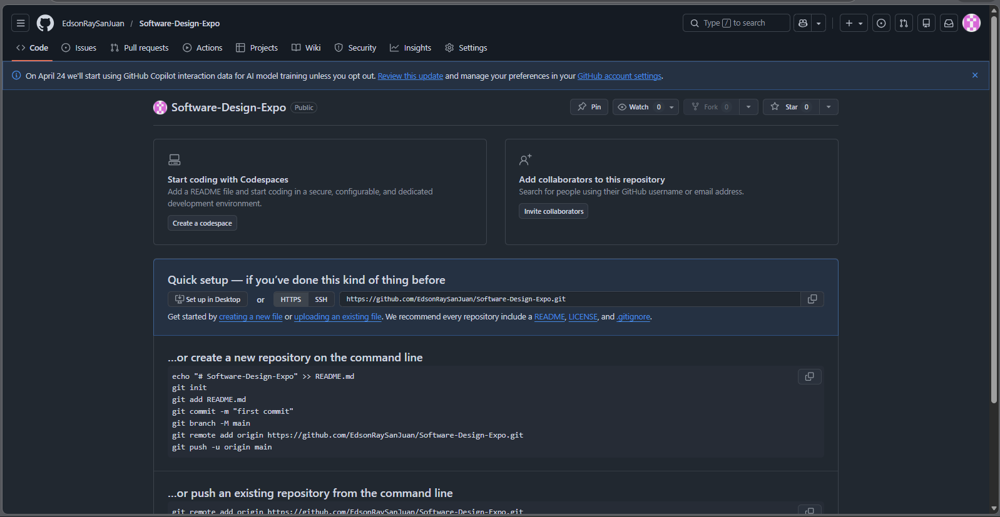 EdsonRaySanJuan / Software-Design-Expo
Type / to search
Code Issues Pull requests Actions Projects Wiki Security Insights Settings
On April 24 we'll start using GitHub Copilot interaction data for AI model training unless you opt out. Review this update and manage your preferences in your GitHub account settings.
Software-Design-Expo Public
Pin Watch 0 Fork 0 Star 0
Start coding with Codespaces
Add a README file and start coding in a secure, configurable, and dedicated
development environment.
Create a codespace
Add collaborators to this repository
Search for people using their GitHub username or email address.
Invite collaborators
Quick setup — if you’ve done this kind of thing before
Set up in Desktop or HTTPS SSH https://github.com/EdsonRaySanJuan/Software-Design-Expo.git
Get started by creating a new file or uploading an existing file. We recommend every repository include a README, LICENSE, and .gitignore.
…or create a new repository on the command line
echo "# Software-Design-Expo" >> README.md
git init
git add README.md
git commit -m "first commit"
git branch -M main
git remote add origin https://github.com/EdsonRaySanJuan/Software-Design-Expo.git
git push -u origin main
…or push an existing repository from the command line
git remote add origin https://github.com/EdsonRaySanJuan/Software-Design-Expo.git